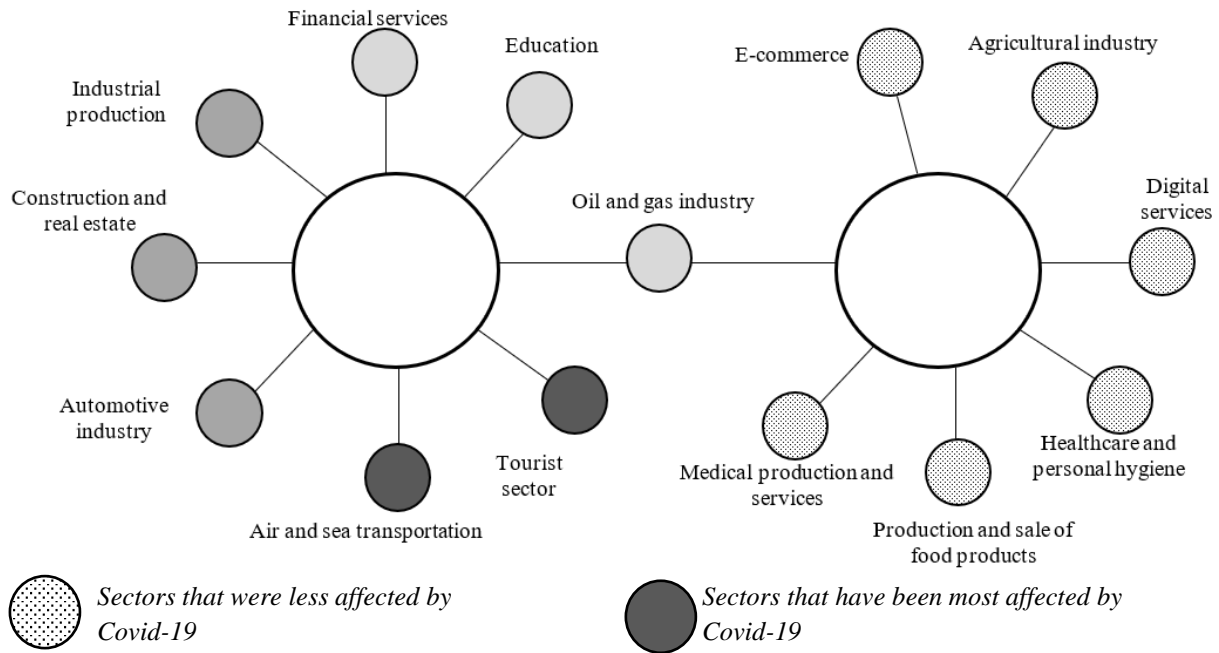 Financial services
Education
Industrial
production
Construction and
real estate
Automotive
industry
Air and sea transportation
Tourist
sector
Oil and gas industry
E-commerce
Agricultural industry
Digital
services
Healthcare and
personal hygiene
Production and sale of
food products
Medical production and
services
Sectors that were less affected by
Covid-19
Sectors that have been most affected by
Covid-19